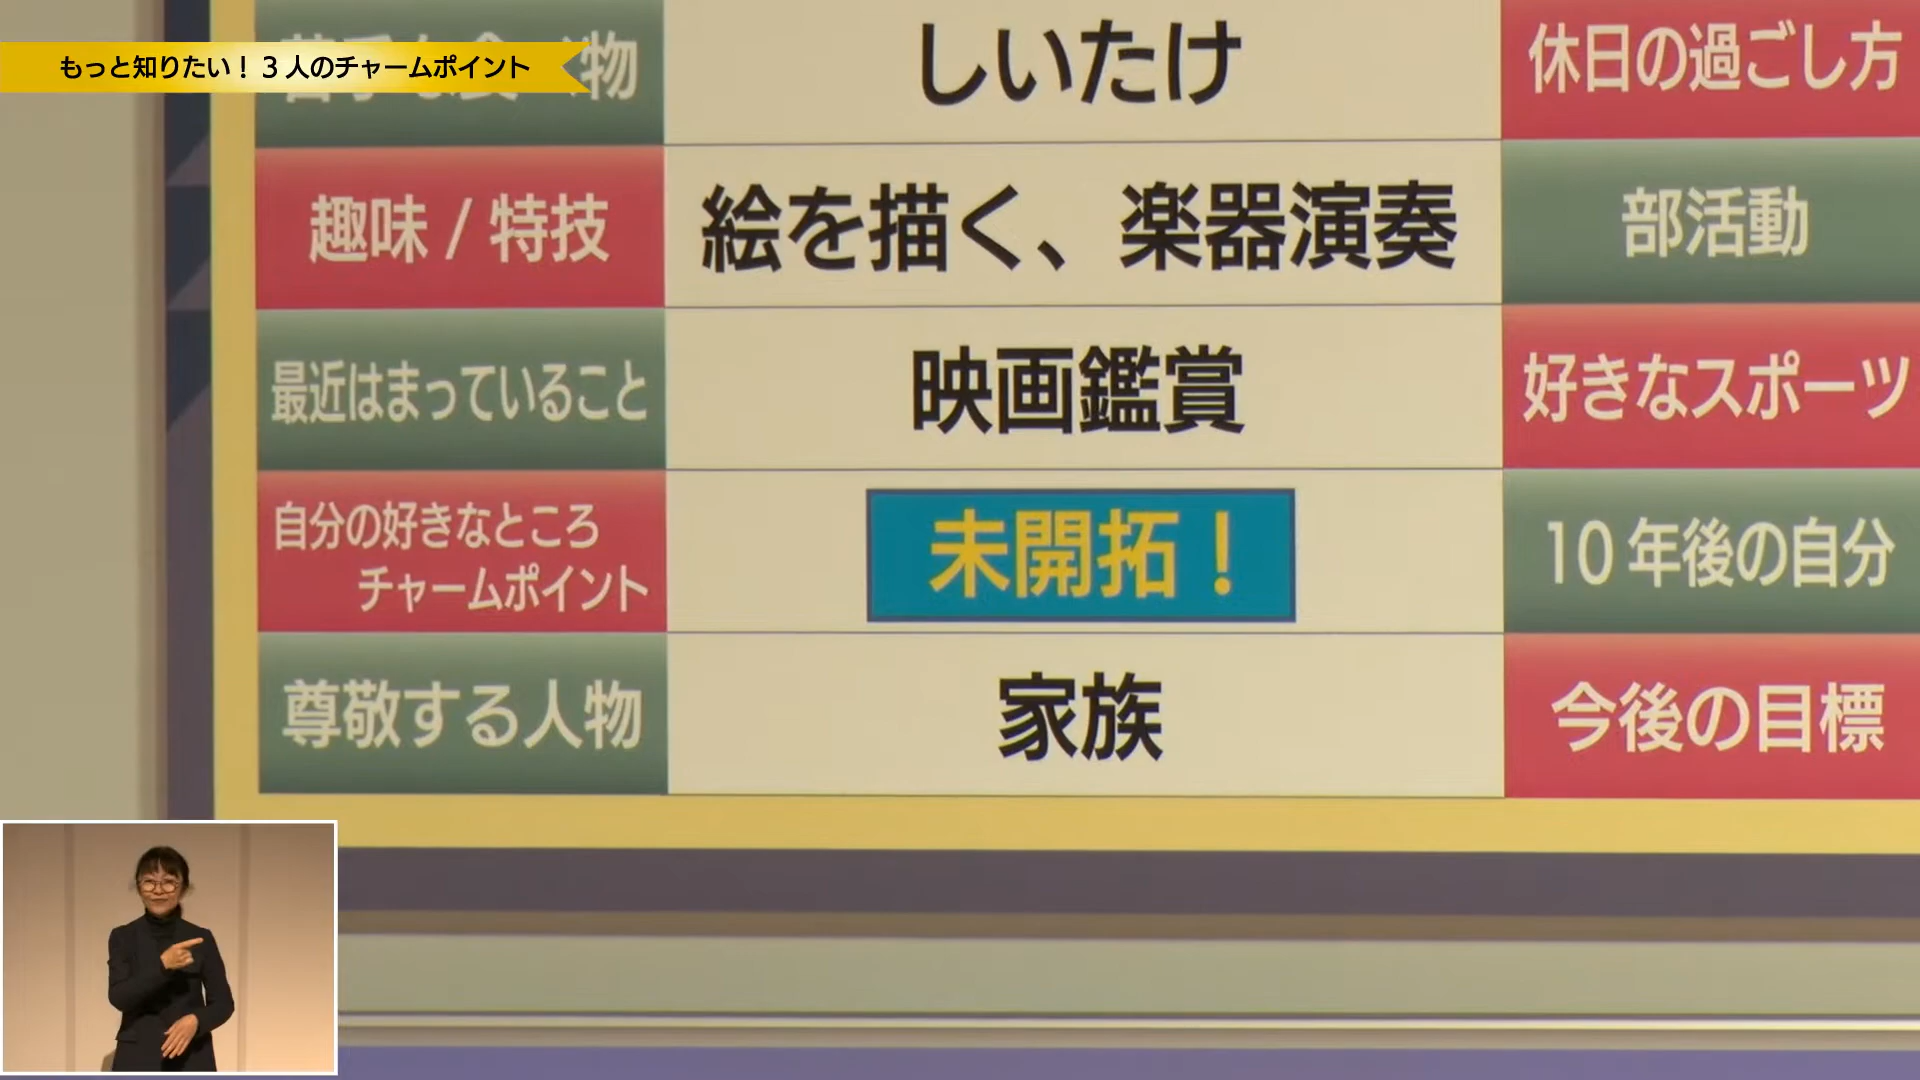 もっと知りたい！３人のチャームポイント
物
しいたけ
休日の過ごし方
趣味 / 特技
絵を描く、楽器演奏
部活動
最近はまっていること
映画鑑賞
好きなスポーツ
自分の好きなところ
チャームポイント
未開拓！
10 年後の自分
尊敬する人物
家族
今後の目標